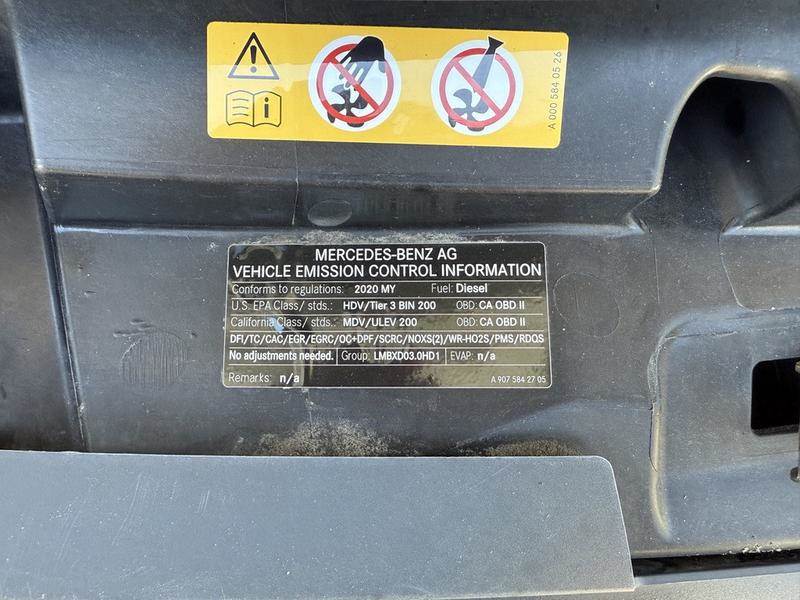 A 000 584 05 26
MERCEDES-BENZ AG
VEHICLE EMISSION CONTROL INFORMATION
Conforms to regulations: 2020 MY Fuel: Diesel
U.S. EPA Class/ stds.: HDV/Tier 3 BIN 200 OBD: CA OBD II
California Class/ stds.: MDV/ULEV 200 OBD: CA OBD II
DFI/TC/CAC/EGR/EGRC/OC+DPF/SCRC/NOXS(2)/WR-HO2S/PMS/RDQS
No adjustments needed. Group: LMBXD03.0HD1 EVAP: n/a
Remarks: n/a A 907 584 27 05